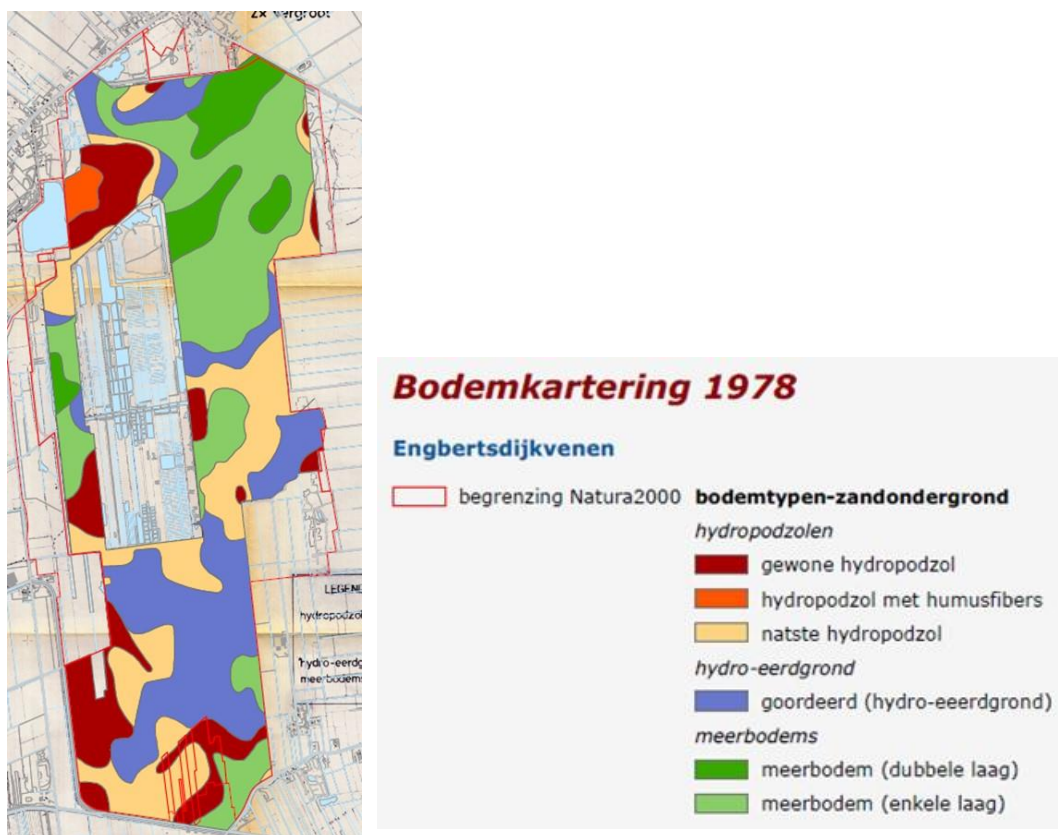 2x vergroot
LEGEN
hydropodzol
hydro-eerdg
meerbodems
Bodemkartering 1978
Engbertsdijkvenen
begrenzing Natura2000
bodemtypen-zandondergrond
hydropodzolen
gewone hydropodzol
hydropodzol met humusfibers
natste hydropodzol
hydro-eerdgrond
goordeerd (hydro-eeerdgrond)
meerbodems
meerbodem (dubbele laag)
meerbodem (enkele laag)